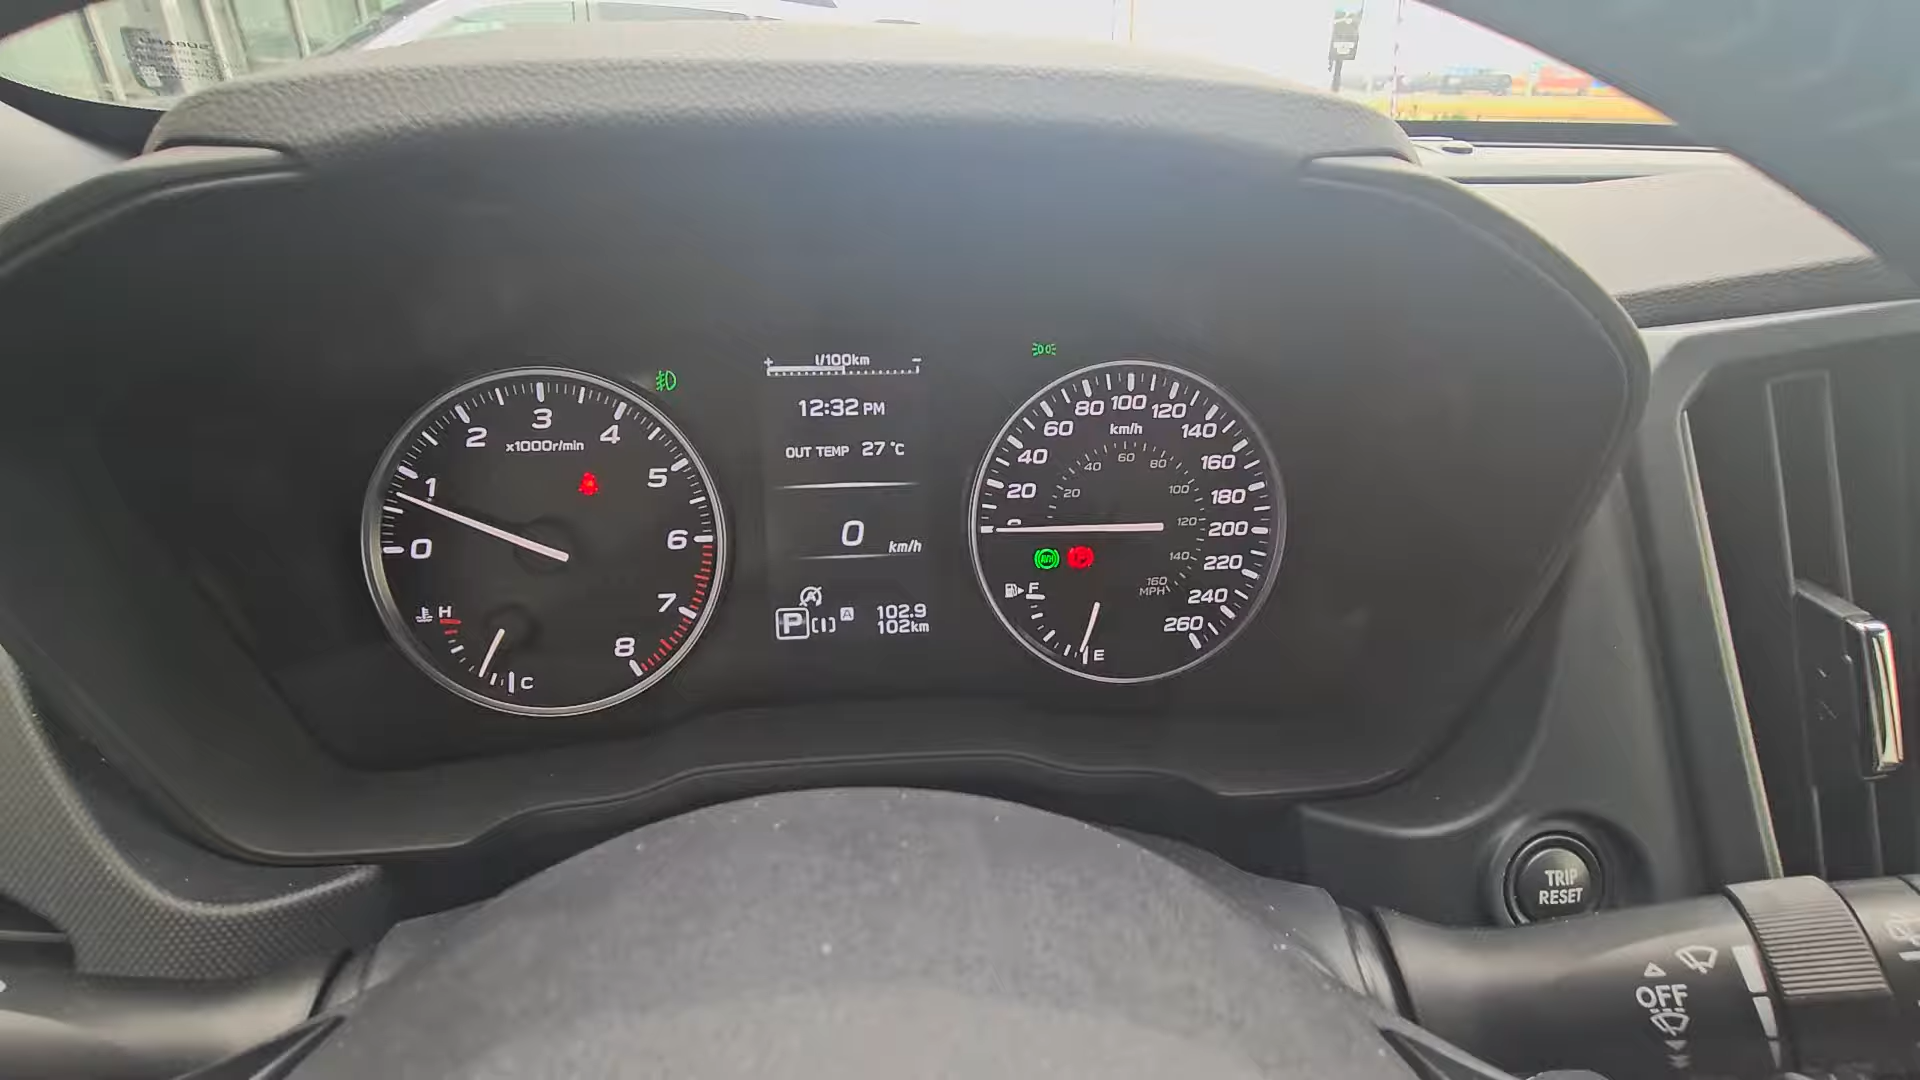 l/100km
12:32 PM
OUT TEMP 27 °C
0
km/h
P
A
102.9
102km
0
1
2
3
4
5
6
7
8
x1000r/min
H
C
0
20
40
60
80
100
120
140
160
180
200
220
240
260
km/h
20
40
60
80
100
120
140
160
MPH
F
E
TRIP
RESET
OFF